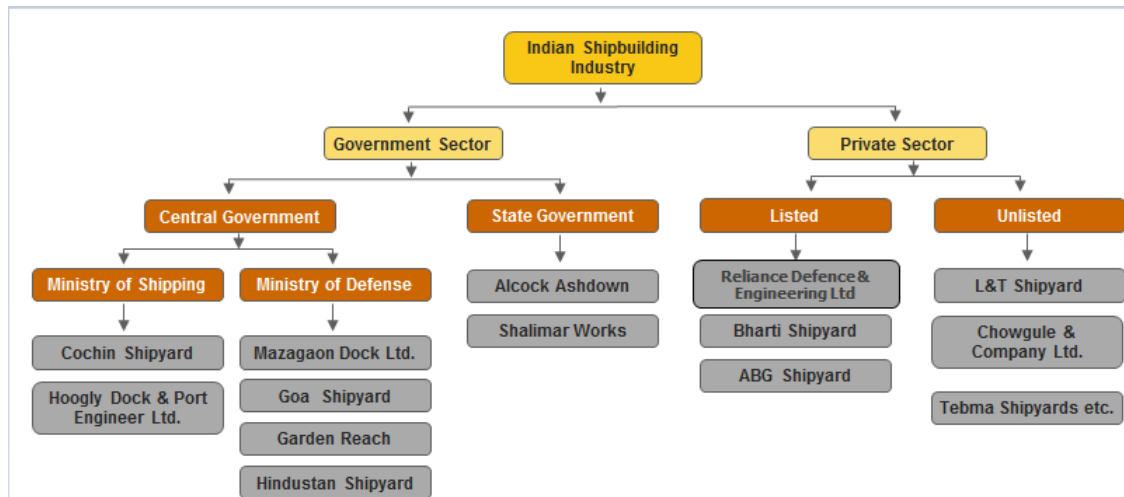 Indian Shipbuilding
Industry
Government Sector
Private Sector
Central Government
State Government
Listed
Unlisted
Ministry of Shipping
Ministry of Defense
Alcock Ashdown
Reliance Defence &
Engineering Ltd
L&T Shipyard
Shalimar Works
Bharti Shipyard
Chowgule &
Company Ltd.
Cochin Shipyard
Mazagaon Dock Ltd.
ABG Shipyard
Hoogly Dock & Port
Engineer Ltd.
Goa Shipyard
Tebma Shipyards etc.
Garden Reach
Hindustan Shipyard